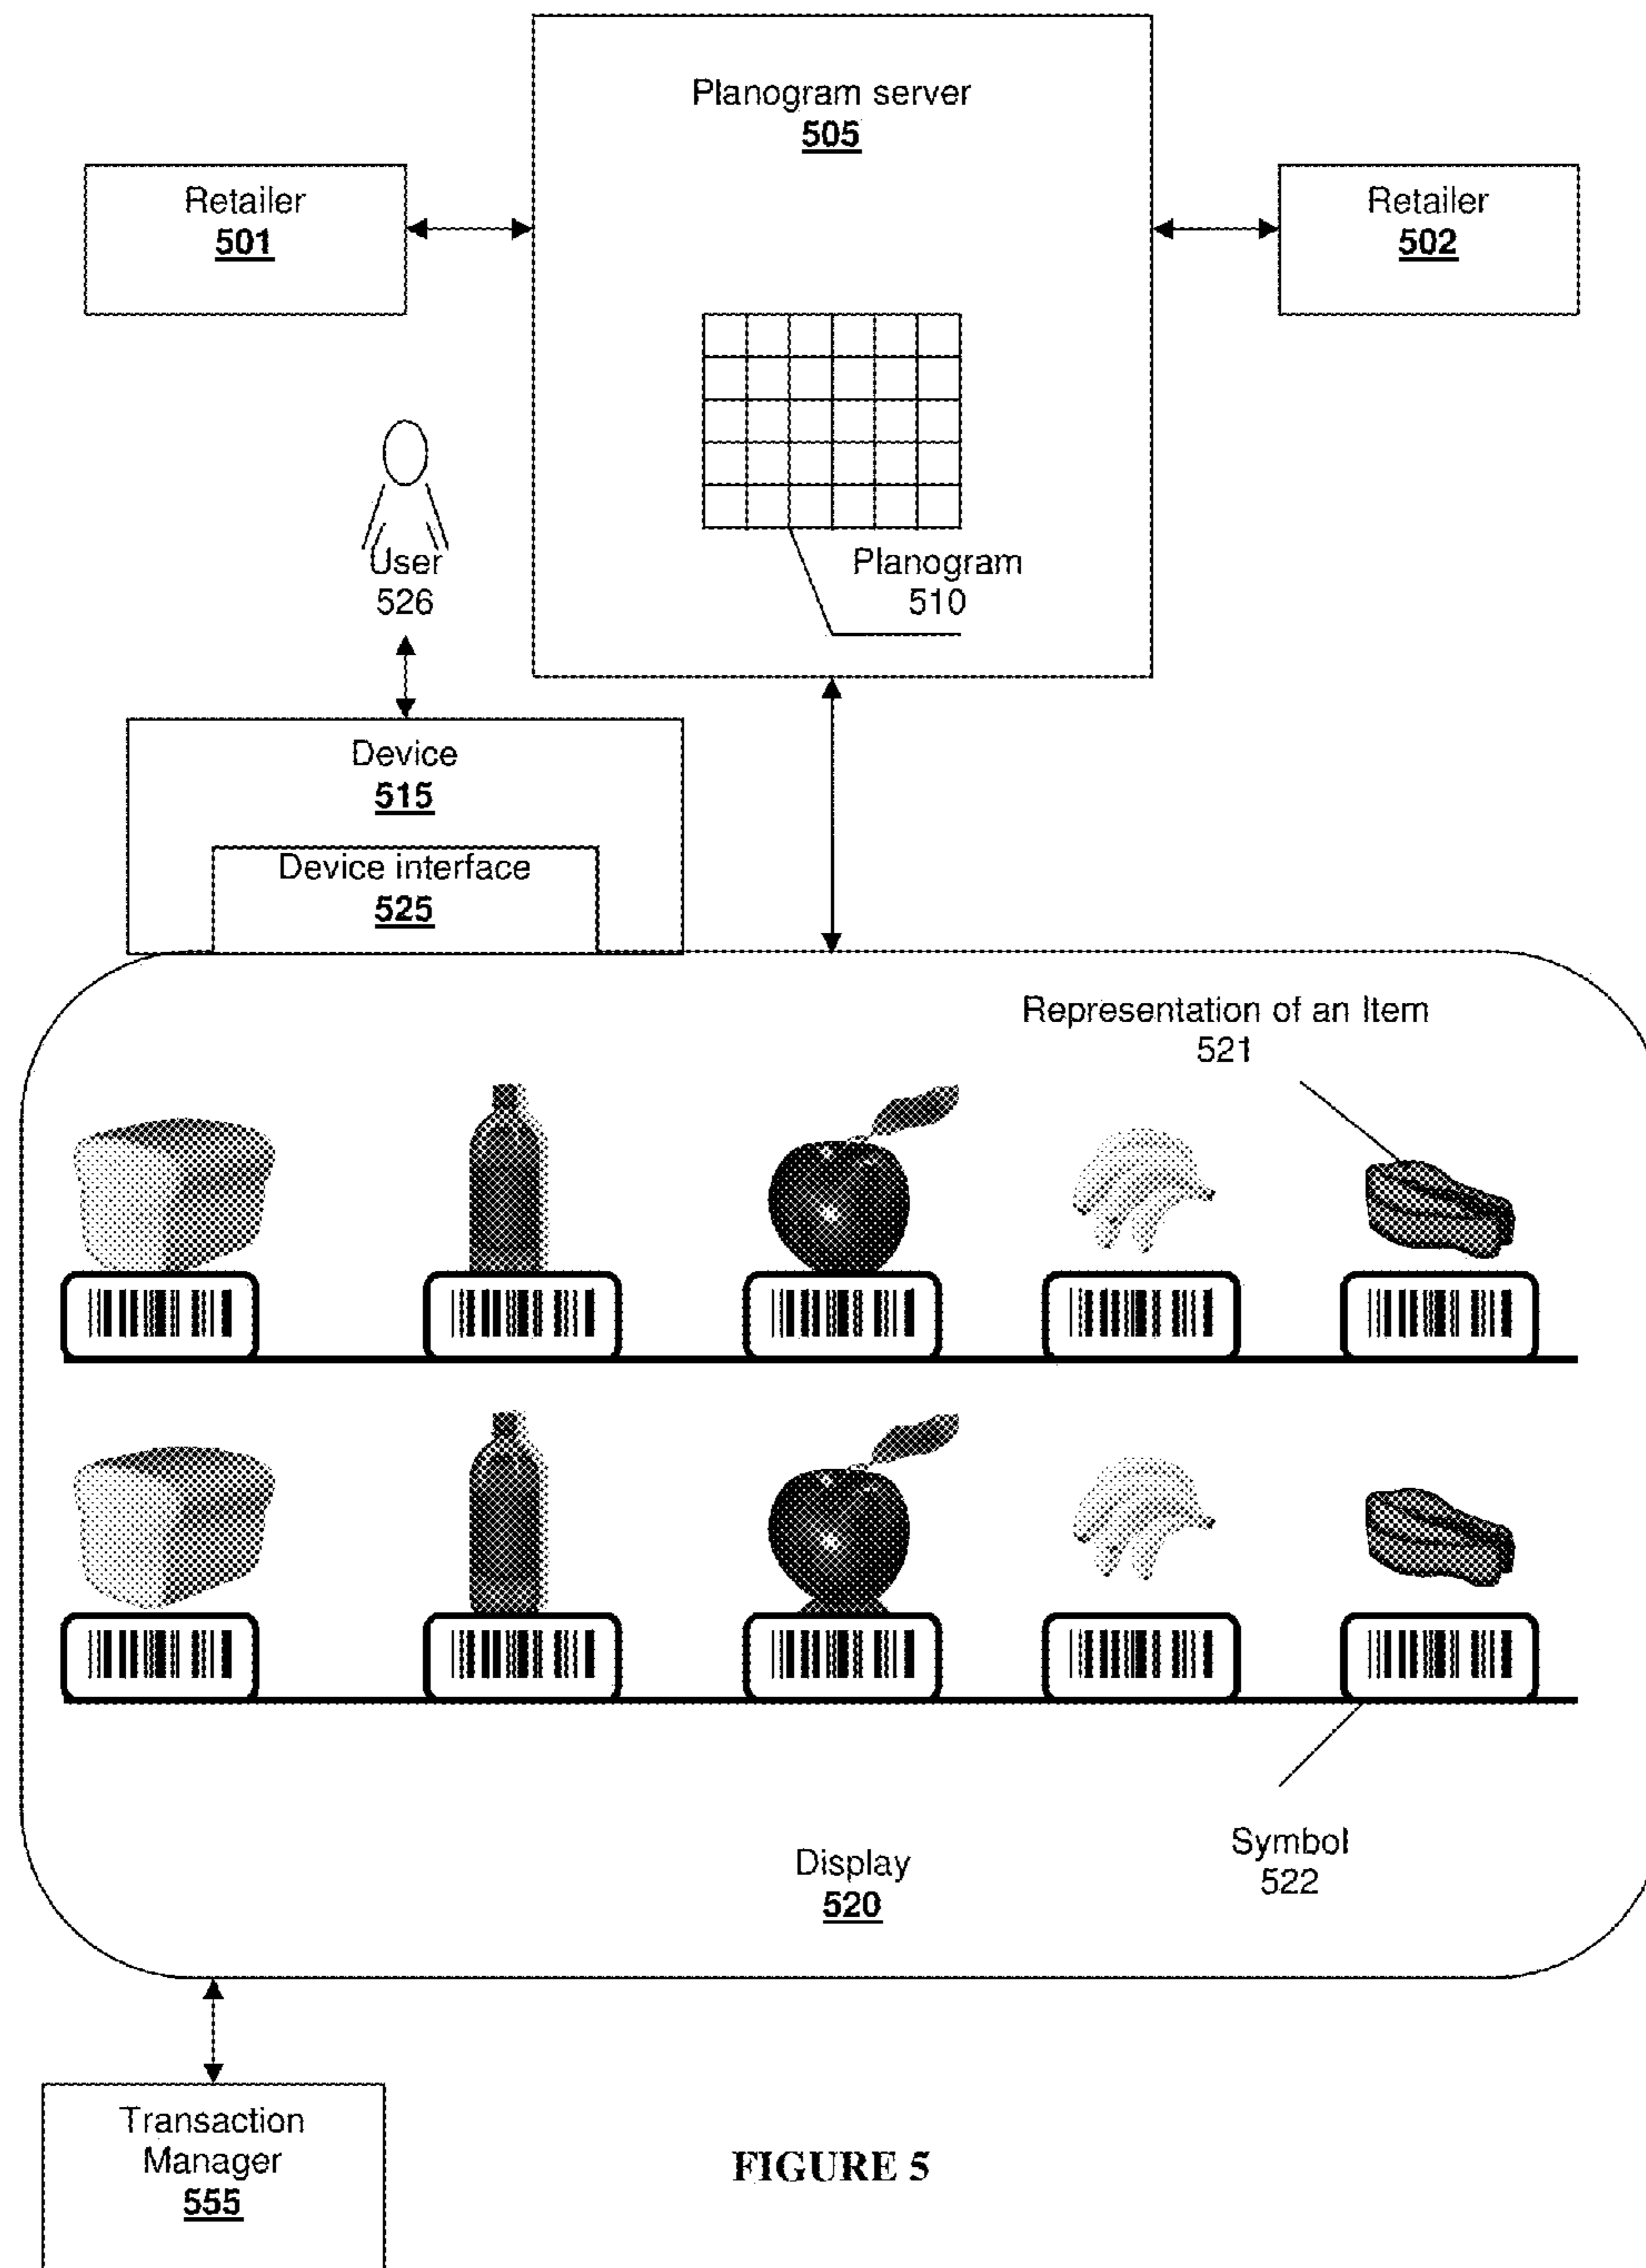 Planogram server
505
Retailer
501
Retailer
502
User
526
Planogram
510
Device
515
Device interface
525
Representation of an Item
521
Symbol
522
Display
520
Transaction
Manager
555
FIGURE 5